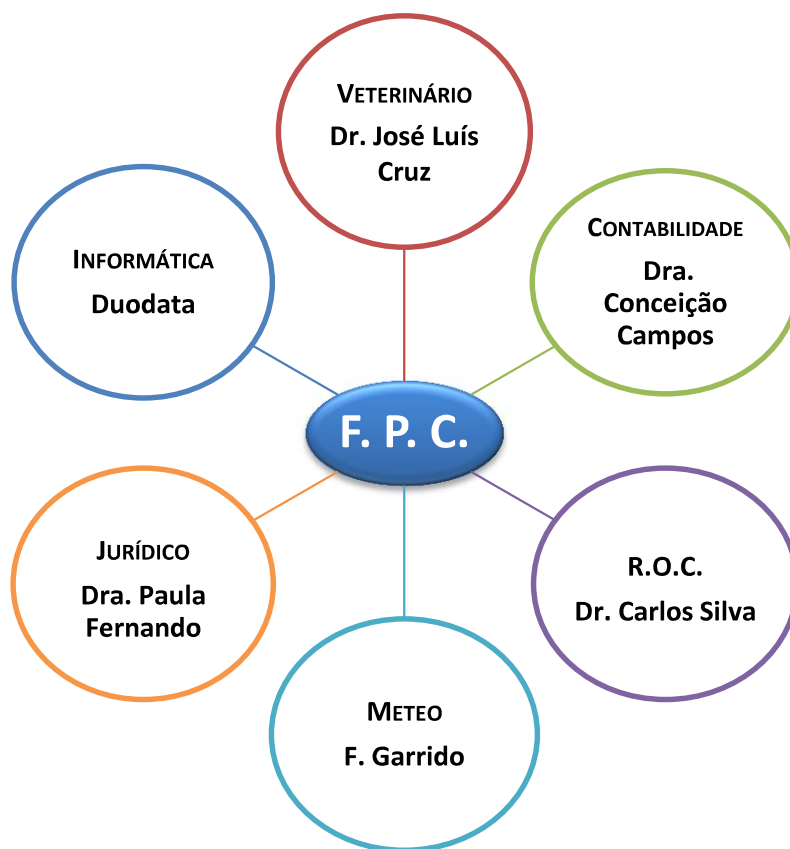 VETERINÁRIO
Dr. José Luís
Cruz
CONTABILIDADE
Dra.
Conceição
Campos
R.O.C.
Dr. Carlos Silva
METEO
F. Garrido
JURÍDICO
Dra. Paula
Fernando
INFORMÁTICA
Duodata
F. P. C.